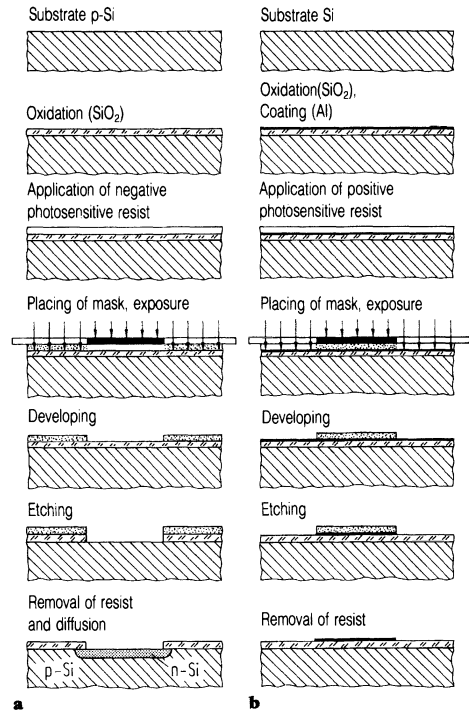 Substrate p-Si
Oxidation (SiO₂)
Application of negative
photosensitive resist
Placing of mask, exposure
Developing
Etching
Removal of resist
and diffusion
p-Si
n-Si
a
Substrate Si
Oxidation(SiO₂),
Coating (Al)
Application of positive
photosensitive resist
Placing of mask, exposure
Developing
Etching
Removal of resist
b